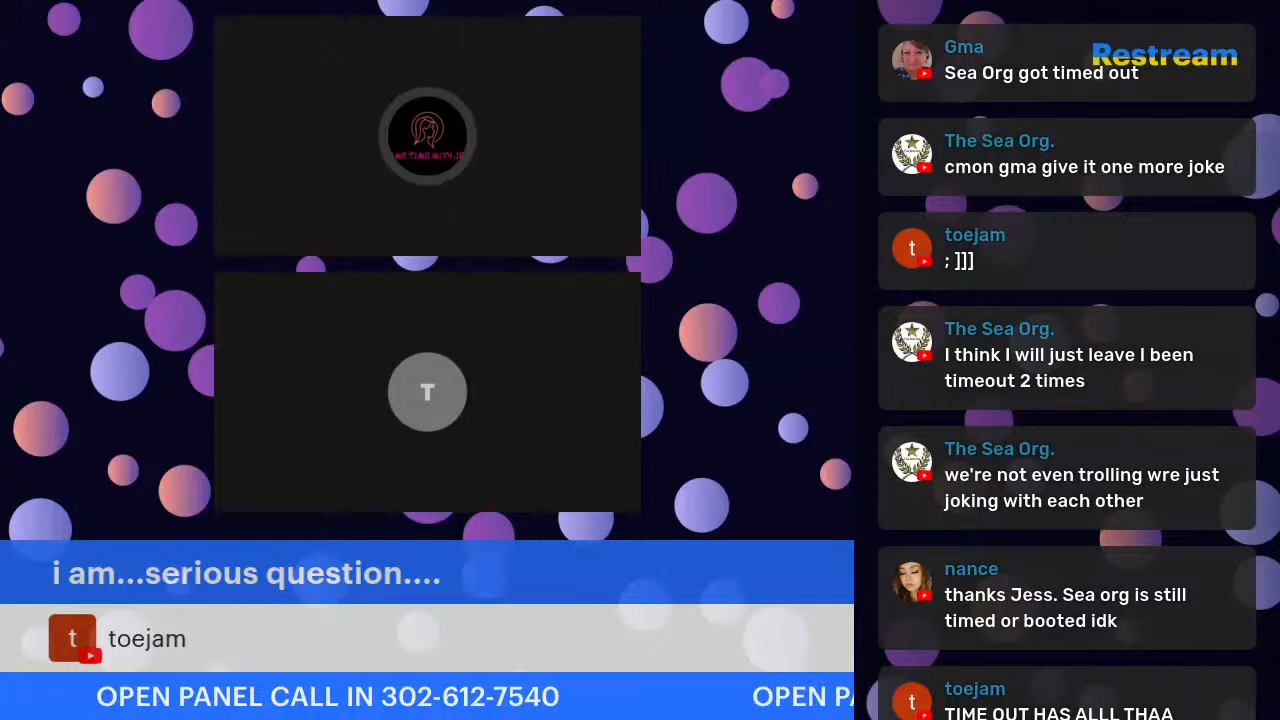 T
i am...serious question....
t
toejam
OPEN PANEL CALL IN 302-612-7540
OPEN
Restream
Gma
Sea Org got timed out
The Sea Org.
cmon gma give it one more joke
t
toejam
; ]]]
The Sea Org.
I think I will just leave I been
timeout 2 times
The Sea Org.
we're not even trolling wre just
joking with each other
nance
thanks Jess. Sea org is still
timed or booted idk
t
toejam
TIME OUT HAS ALLL THAA